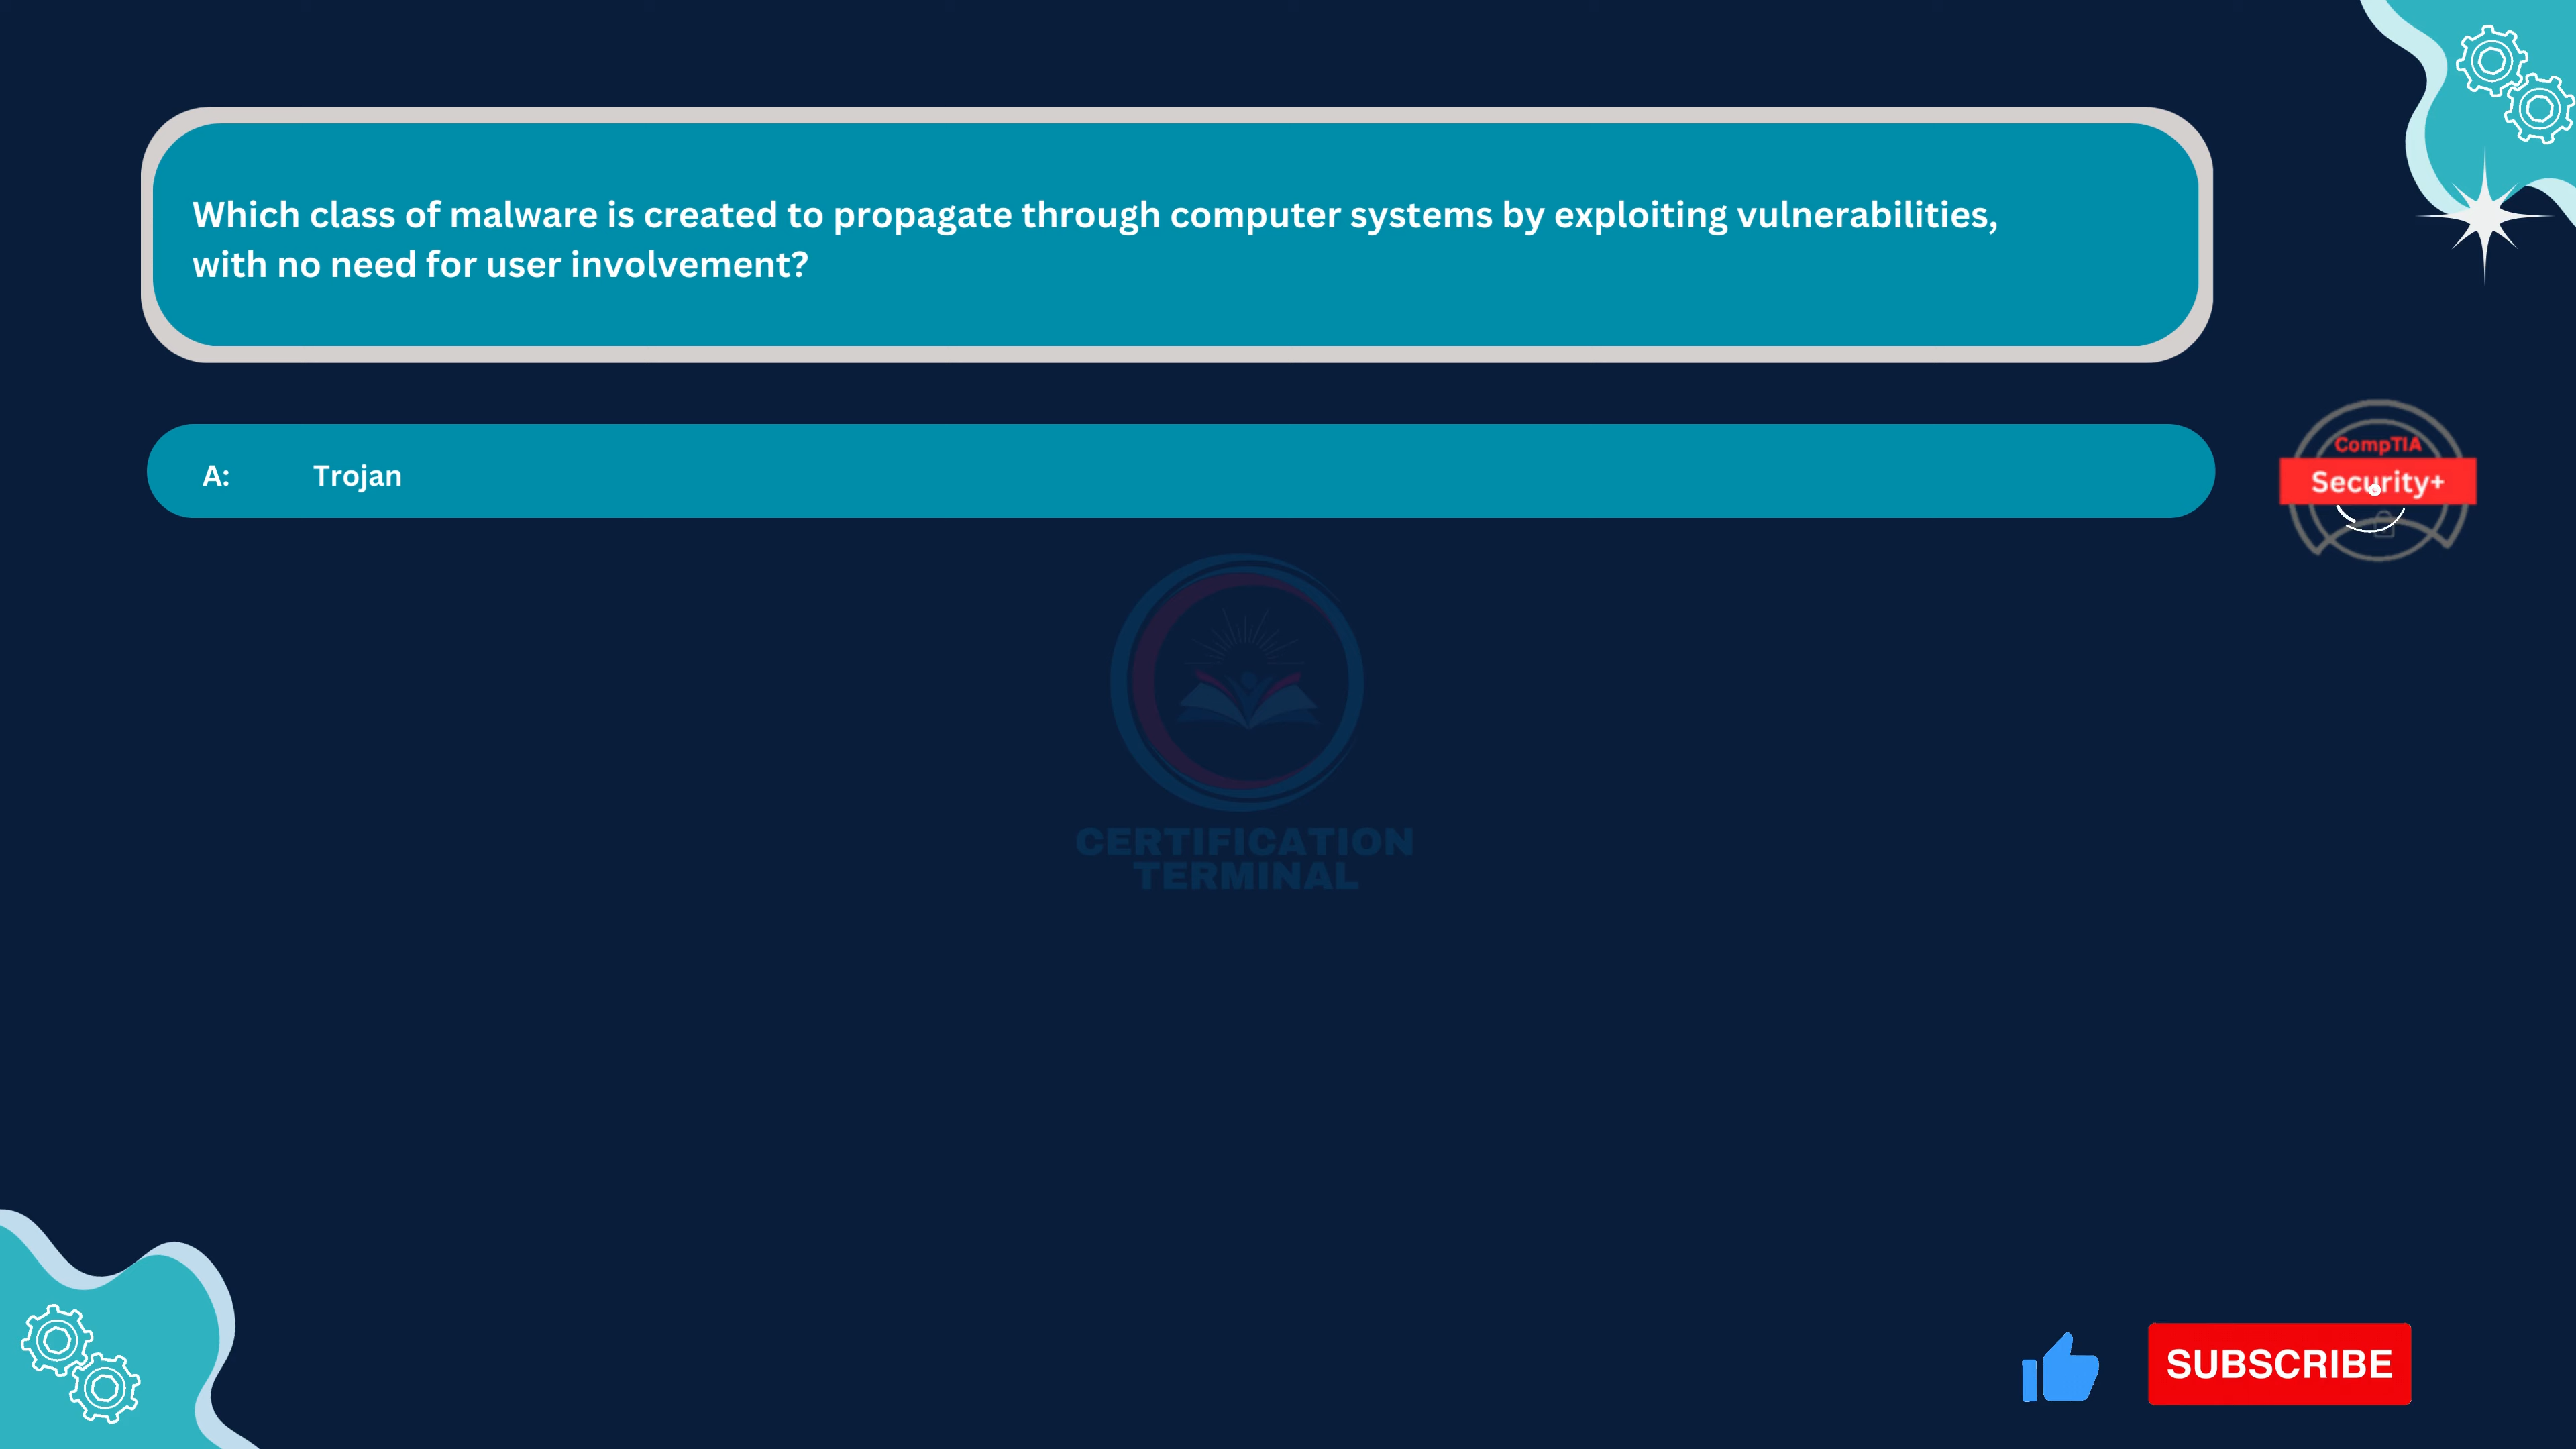 Which class of malware is created to propagate through computer systems by exploiting vulnerabilities,
with no need for user involvement?
A: Trojan
CompTIA
Security+
CERTIFICATION
TERMINAL
SUBSCRIBE